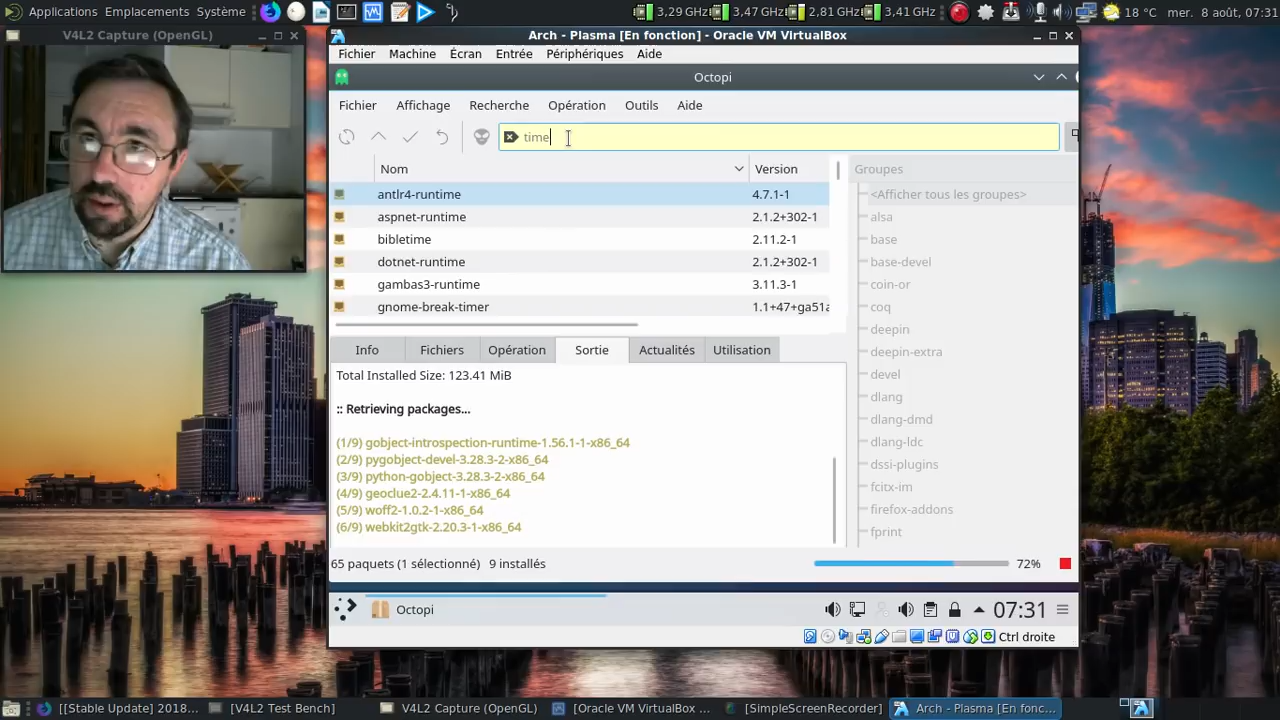 Applications Emplacements Système
3,29 GHz 3,47 GHz 2,81 GHz 3,41 GHz 18 °C mer. 8 août, 07:31
V4L2 Capture (OpenGL)
Arch - Plasma [En fonction] - Oracle VM VirtualBox
Fichier Machine Écran Entrée Périphériques Aide
Octopi
Fichier Affichage Recherche Opération Outils Aide
time
Nom Version Groupes
antlr4-runtime 4.7.1-1 <Afficher tous les groupes>
aspnet-runtime 2.1.2+302-1 alsa
bibletime 2.11.2-1 base
dotnet-runtime 2.1.2+302-1 base-devel
gambas3-runtime 3.11.3-1 coin-or
gnome-break-timer 1.1+47+ga51a coq
deepin
Info Fichiers Opération Sortie Actualités Utilisation deepin-extra
Total Installed Size: 123.41 MiB devel
dlang
:: Retrieving packages... dlang-dmd
(1/9) gobject-introspection-runtime-1.56.1-1-x86_64 dlang-ldc
(2/9) pygobject-devel-3.28.3-2-x86_64 dssi-plugins
(3/9) python-gobject-3.28.3-2-x86_64 fcitx-im
(4/9) geoclue2-2.4.11-1-x86_64
(5/9) woff2-1.0.2-1-x86_64 firefox-addons
(6/9) webkit2gtk-2.20.3-1-x86_64 fprint
65 paquets (1 sélectionné) 9 installés 72%
Octopi 07:31
Ctrl droite
[[Stable Update] 2018... [V4L2 Test Bench] V4L2 Capture (OpenGL) [Oracle VM VirtualBox ... [SimpleScreenRecorder] Arch - Plasma [En fonc...